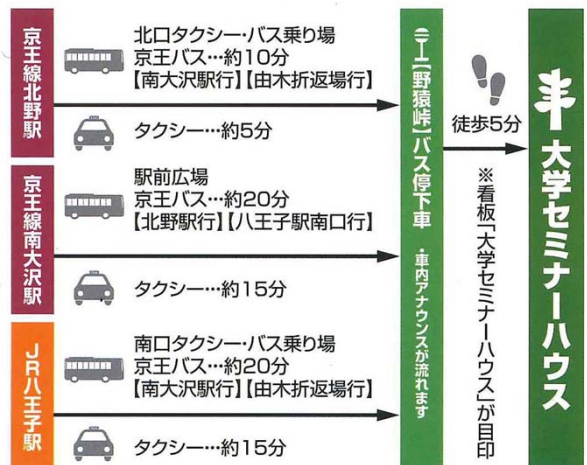 京王線北野駅
北口タクシー・バス乗り場
京王バス…約10分
【南大沢駅行】【由木折返場行】
タクシー…約5分
京王線南大沢駅
駅前広場
京王バス…約20分
【北野駅行】【八王子駅南口行】
タクシー…約15分
JR八王子駅
南口タクシー・バス乗り場
京王バス…約20分
【南大沢駅行】【由木折返場行】
タクシー…約15分
【野猿峠】バス停下車
・車内アナウンスが流れます
徒歩5分
※看板「大学セミナーハウス」が目印
大学セミナーハウス